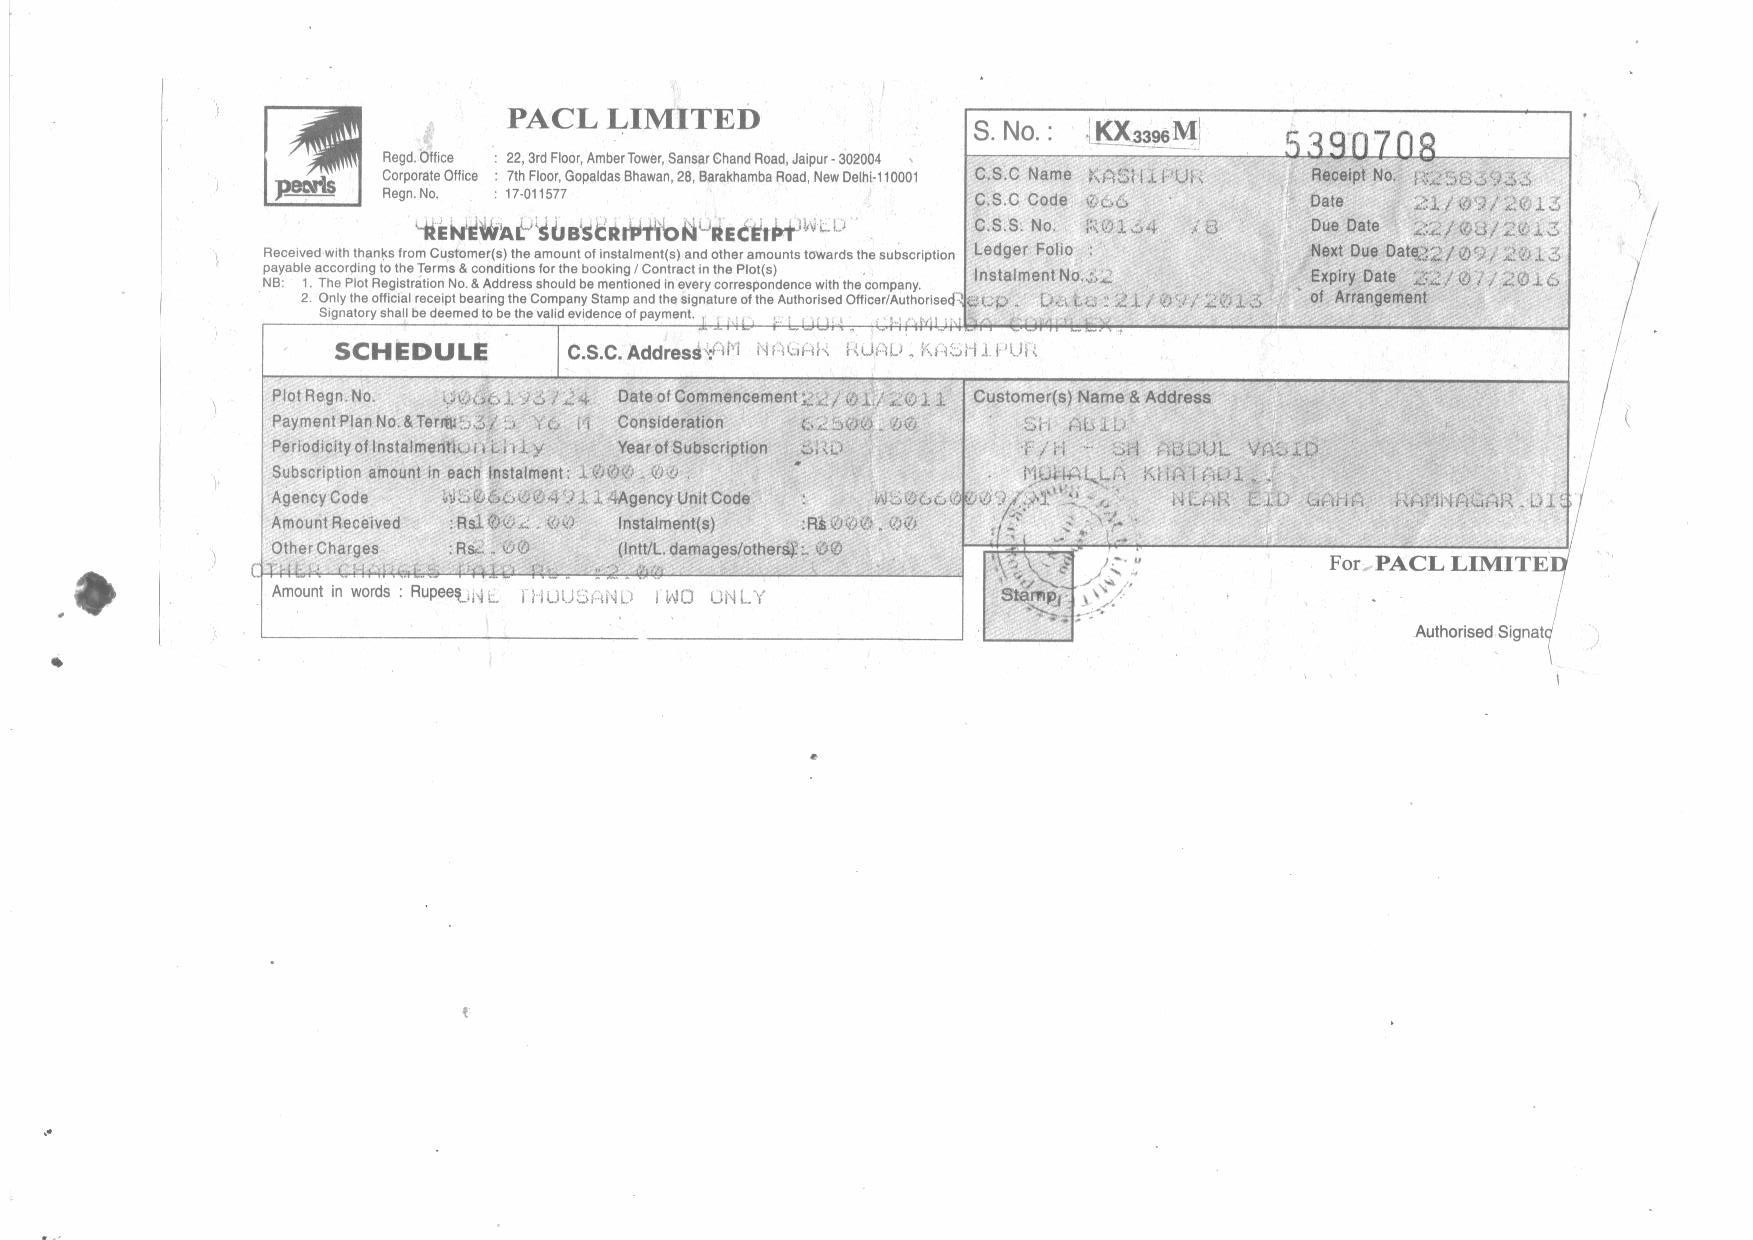 PACL LIMITED
pearls
Regd. Office : 22, 3rd Floor, Amber Tower, Sansar Chand Road, Jaipur - 302004
Corporate Office : 7th Floor, Gopaldas Bhawan, 28, Barakhamba Road, New Delhi-110001
Regn. No. : 17-011577
RENEWAL SUBSCRIPTION RECEIPT
Received with thanks from Customer(s) the amount of instalment(s) and other amounts towards the subscription
payable according to the Terms & conditions for the booking / Contract in the Plot(s)
NB: 1. The Plot Registration No. & Address should be mentioned in every correspondence with the company.
2. Only the official receipt bearing the Company Stamp and the signature of the Authorised Officer/Authorised
Signatory shall be deemed to be the valid evidence of payment.
S. No. : KX3396M 5390708
C.S.C Name KASHIPUR Receipt No. R2583933
C.S.C Code 066 Date 21/09/2013
C.S.S. No. R0134 /8 Due Date 22/08/2013
Ledger Folio : Next Due Date 22/09/2013
Instalment No. 32 Expiry Date 22/07/2016
Recp. Date:21/09/2013 of Arrangement
IIND FLOOR, CHAMUNDA COMPLEX,
SCHEDULE C.S.C. Address : NAGAR ROAD,KASHIPUR
Plot Regn. No. U066193724 Date of Commencement 22/01/2011
Payment Plan No. & Term 53/5 Y6 M Consideration 62500.00
Periodicity of Instalment Monthly Year of Subscription SRD
Subscription amount in each Instalment : 1000.00
Agency Code WS0660049114 Agency Unit Code :
Amount Received :Rs1002.00 Instalment(s) :Rs 000.00
Other Charges :Rs2.00 (Intt/L. damages/others) : .00
OTHER CHARGES PAID Rs. :2.00
Amount in words : Rupees ONE THOUSAND TWO ONLY
Customer(s) Name & Address
SH ABID
F/H - SH ABDUL VASID
MOHALLA KHATADI ,
NEAR EID GAHA RAMNAGAR,DIS
Stamp
For PACL LIMITED
Authorised Signato